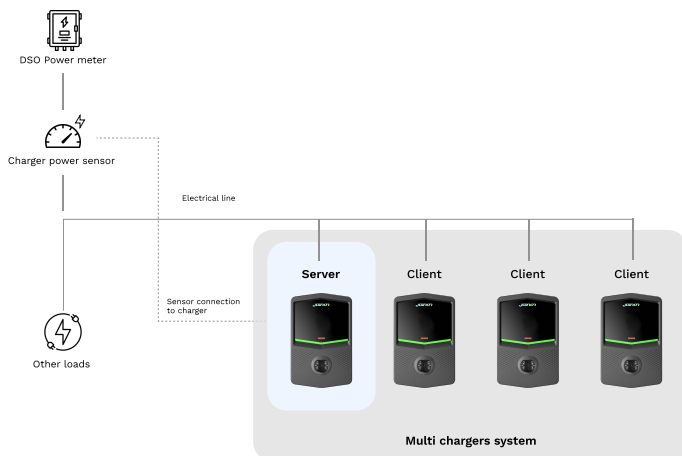 DSO Power meter
Charger power sensor
Electrical line
Server
Client
Client
Client
Sensor connection
to charger
Other loads
Multi chargers system